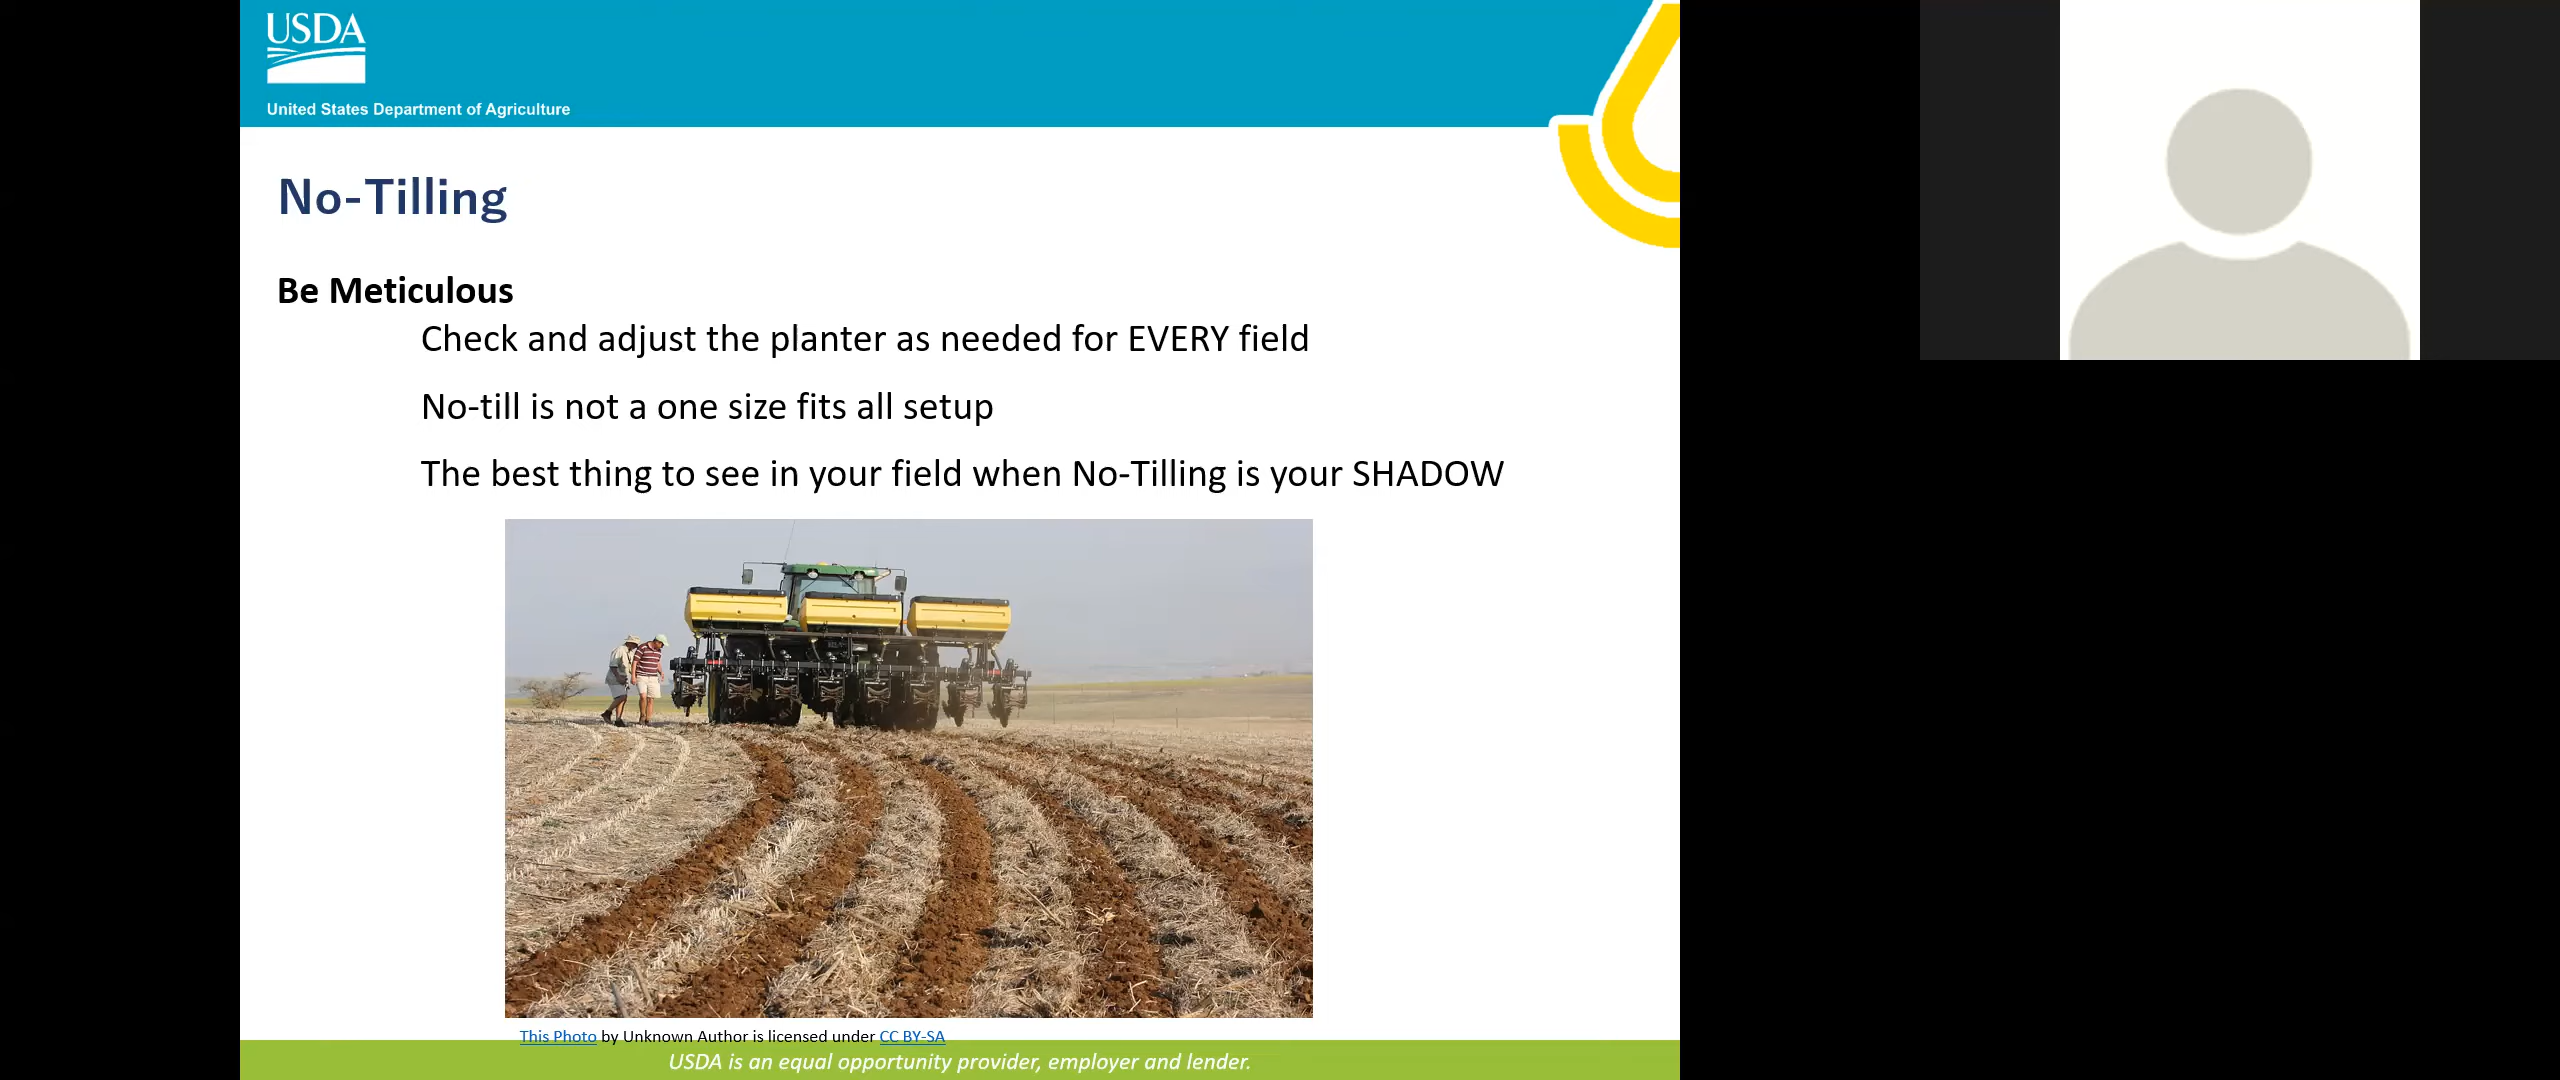 USDA
United States Department of Agriculture
No-Tilling
Be Meticulous
Check and adjust the planter as needed for EVERY field
No-till is not a one size fits all setup
The best thing to see in your field when No-Tilling is your SHADOW
This Photo by Unknown Author is licensed under CC BY-SA
USDA is an equal opportunity provider, employer and lender.